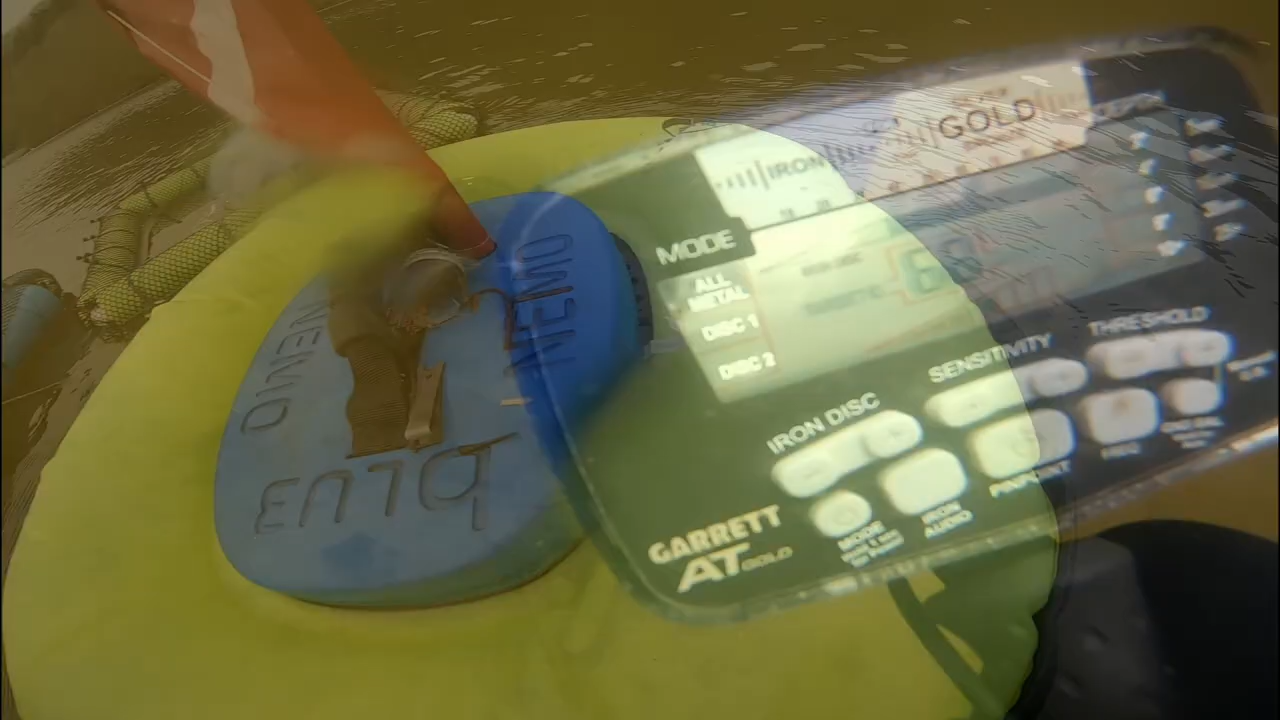 GOLD
IRON
MODE
ALL
METAL
DISC 1
DISC 2
THRESHOLD
SENSITIVITY
IRON DISC
PINPOINT
IRON
AUDIO
MODE
GARRETT
AT GOLD
NEMO
NEMO
BLU3